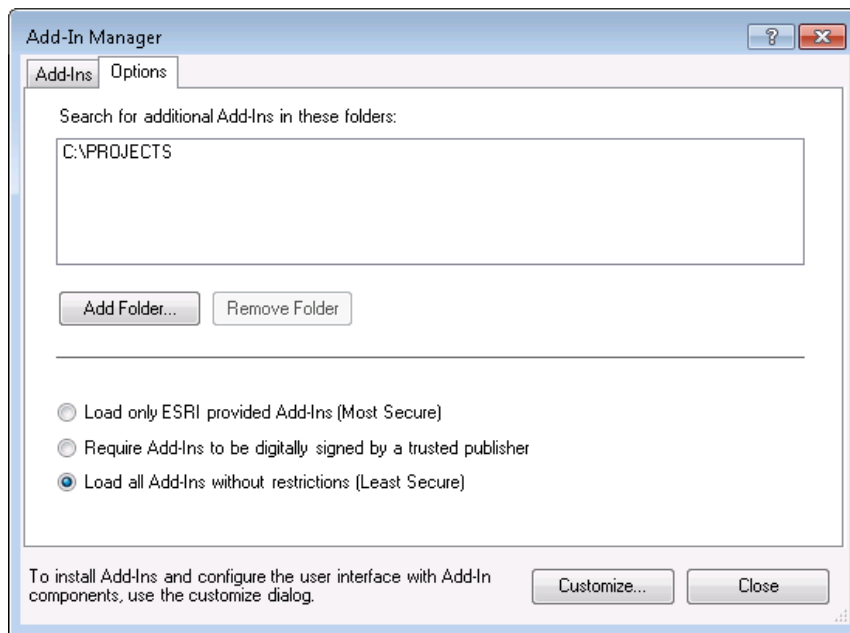 Add-In Manager
?
Add-Ins
Options
Search for additional Add-Ins in these folders:
C:\PROJECTS
Add Folder...
Remove Folder
Load only ESRI provided Add-Ins (Most Secure)
Require Add-Ins to be digitally signed by a trusted publisher
Load all Add-Ins without restrictions (Least Secure)
To install Add-Ins and configure the user interface with Add-In
components, use the customize dialog.
Customize...
Close